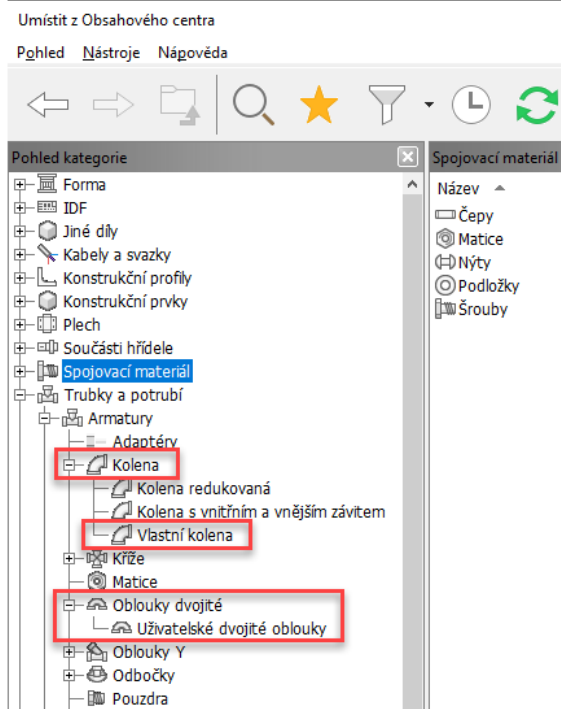 Umístit z Obsahového centra
Pohled Nástroje Nápověda
Pohled kategorie
Forma
IDF
Jiné díly
Kabely a svazky
Konstrukční profily
Konstrukční prvky
Plech
Součásti hřídele
Spojovací materiál
Trubky a potrubí
Armatury
Adaptéry
Kolena
Kolena redukovaná
Kolena s vnitřním a vnějším závitem
Vlastní kolena
Kříže
Matice
Oblouky dvojité
Uživatelské dvojité oblouky
Oblouky Y
Odbočky
Pouzdra
Spojovací materiál
Název
Čepy
Matice
Nýty
Podložky
Šrouby